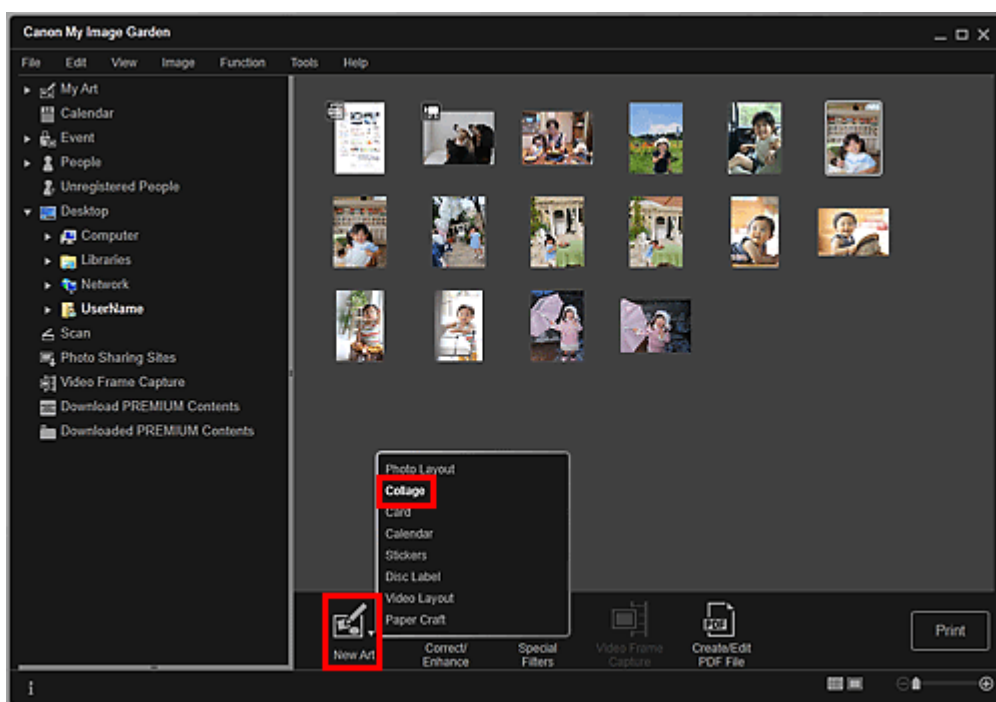 Canon My Image Garden
File Edit View Image Function Tools Help
My Art
Calendar
Event
People
Unregistered People
Desktop
Computer
Libraries
Network
UserName
Scan
Photo Sharing Sites
Video Frame Capture
Download PREMIUM Contents
Downloaded PREMIUM Contents
Photo Layout
Collage
Card
Calendar
Stickers
Disc Label
Video Layout
Paper Craft
New Art
Correct/
Enhance
Special
Filters
Video Frame
Capture
PDF
Create/Edit
PDF File
Print